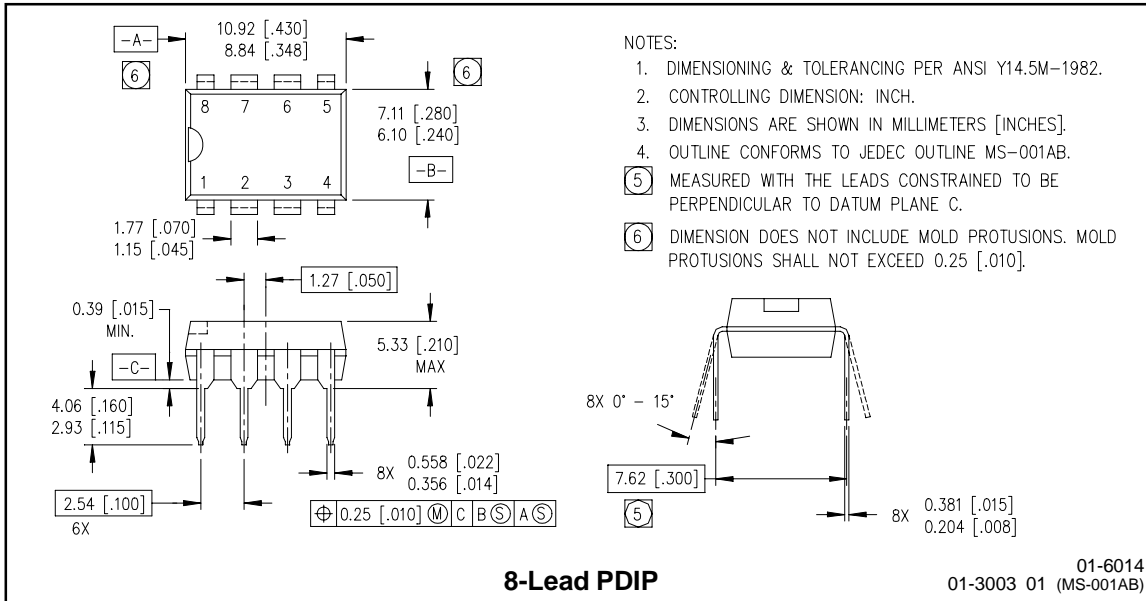 -A-
10.92 [.430]
8.84 [.348]
6
6
8 7 6 5
1 2 3 4
7.11 [.280]
6.10 [.240]
-B-
1.77 [.070]
1.15 [.045]
1.27 [.050]
0.39 [.015]
MIN.
-C-
5.33 [.210]
MAX
4.06 [.160]
2.93 [.115]
8X 0.558 [.022]
0.356 [.014]
2.54 [.100]
6X
⌖ 0.25 [.010] Ⓜ C B Ⓢ A Ⓢ
NOTES:
1. DIMENSIONING & TOLERANCING PER ANSI Y14.5M-1982.
2. CONTROLLING DIMENSION: INCH.
3. DIMENSIONS ARE SHOWN IN MILLIMETERS [INCHES].
4. OUTLINE CONFORMS TO JEDEC OUTLINE MS-001AB.
5 MEASURED WITH THE LEADS CONSTRAINED TO BE
PERPENDICULAR TO DATUM PLANE C.
6 DIMENSION DOES NOT INCLUDE MOLD PROTUSIONS. MOLD
PROTUSIONS SHALL NOT EXCEED 0.25 [.010].
8X 0° - 15°
7.62 [.300]
5
8X 0.381 [.015]
0.204 [.008]
8-Lead PDIP
01-6014
01-3003 01 (MS-001AB)